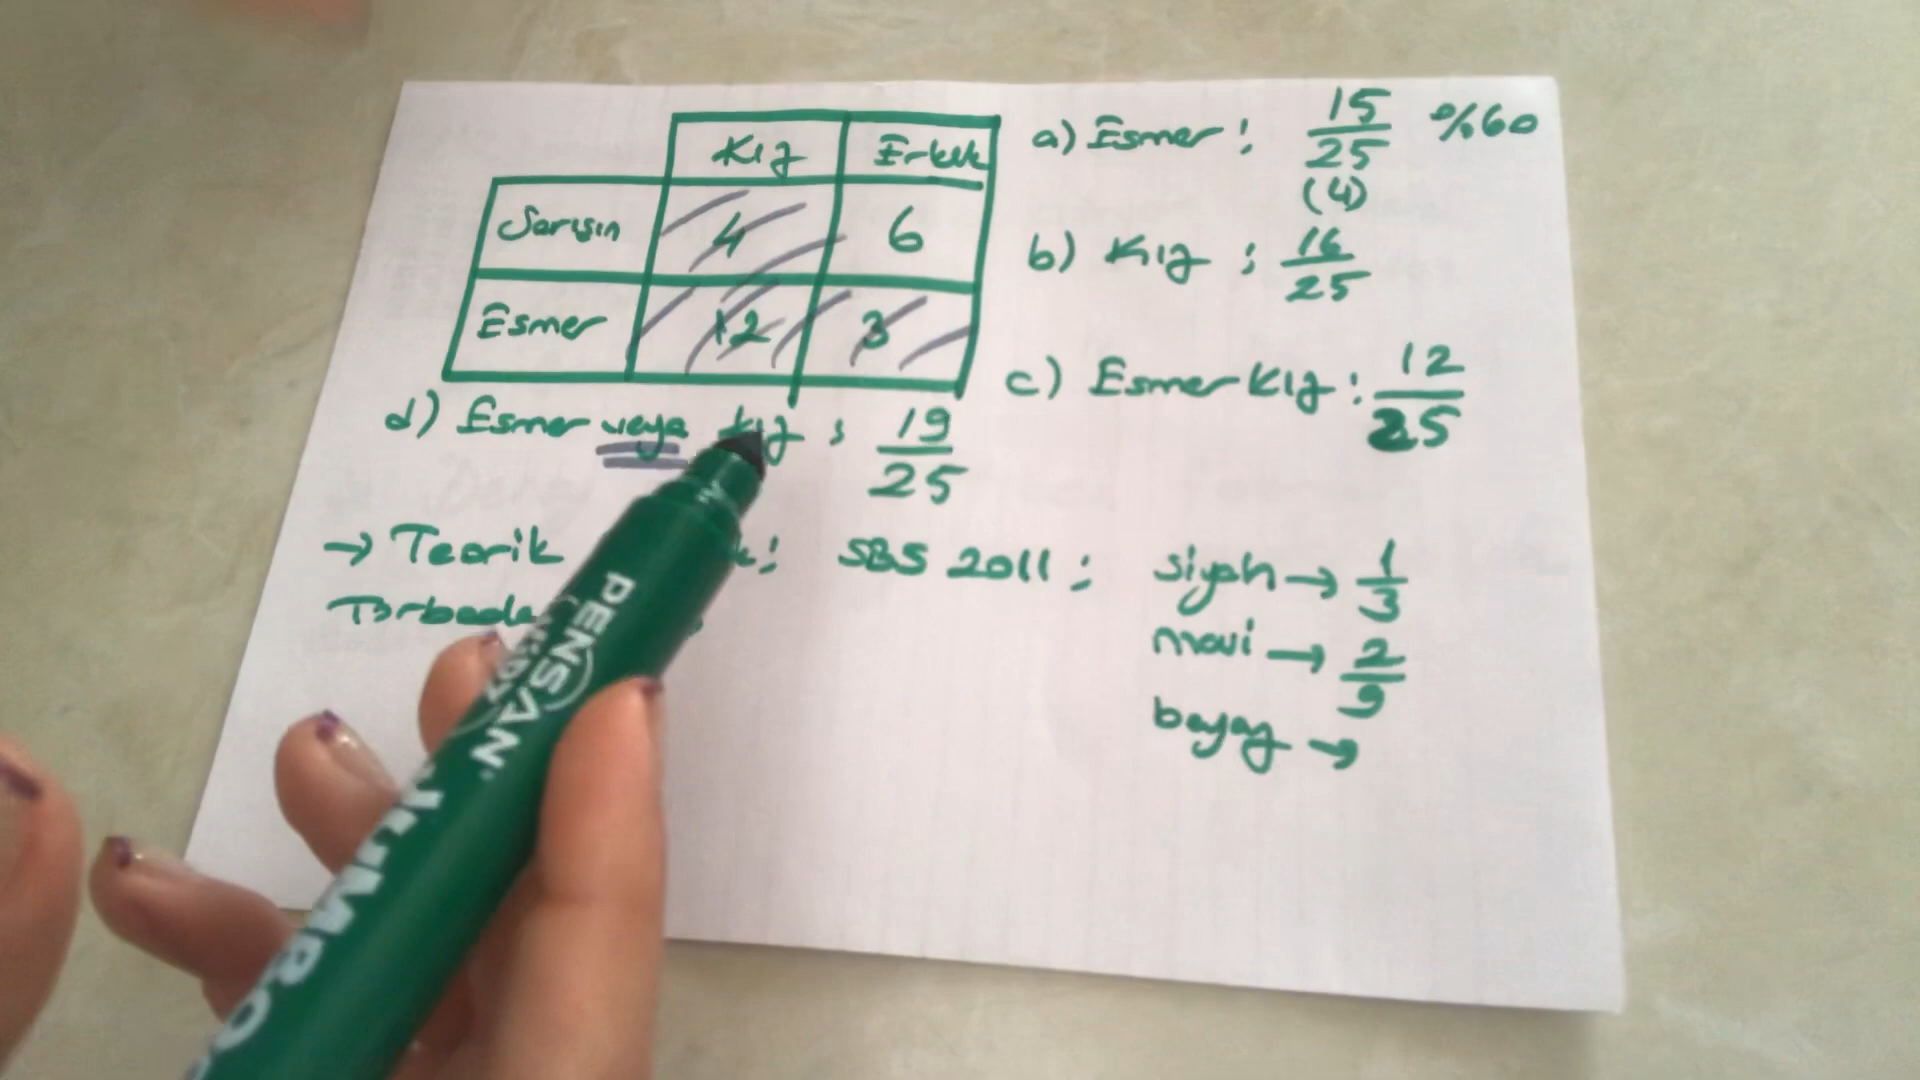 Kız Erkek
Sarışın 4 6
Esmer 12 3
a) Esmer : 15/25 %60
(4)
b) Kız : 16/25
c) Esmer Kız : 12/25
d) Esmer veya kız : 19/25
→ Teorik
SBS 2011 :
siyah → 1/3
mavi → 2/9
beyaz →
PENSAN
JUMBO